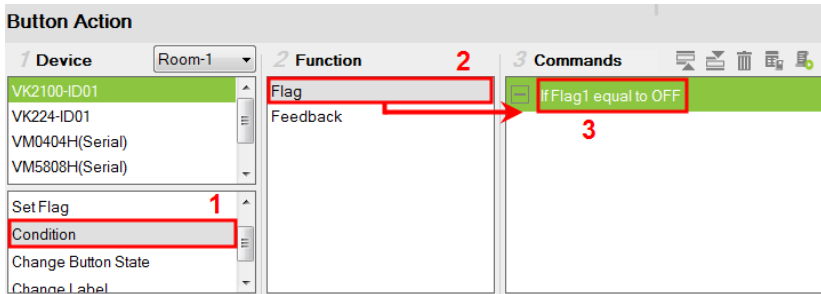 Button Action
1 Device Room-1
2 Function 2
3 Commands
VK2100-ID01
VK224-ID01
VM0404H(Serial)
VM5808H(Serial)
Set Flag 1
Condition
Change Button State
Change Label
Flag
Feedback
If Flag1 equal to OFF
3